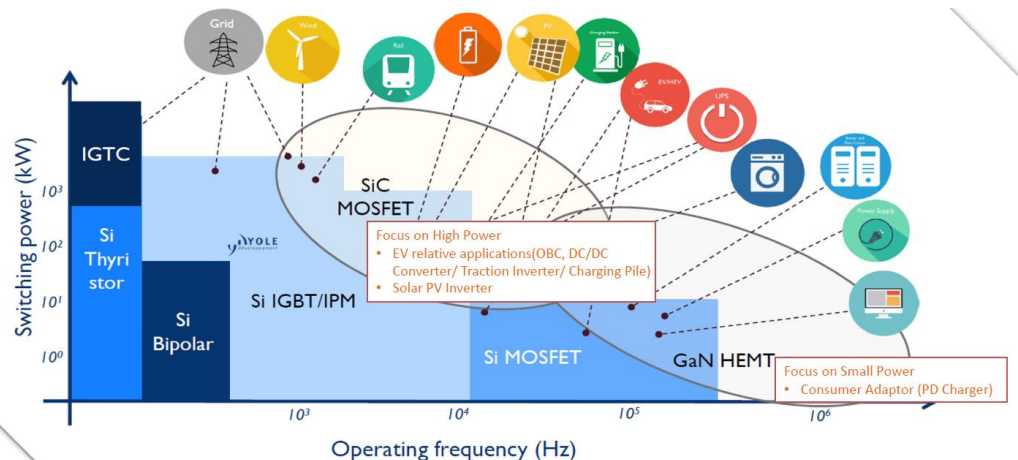 Grid
Wind
Rail
PV
Charging Station
EV/HEV
UPS
Power Supply
Switching power (kW)
10³
10²
10¹
10⁰
IGTC
Si
Thyri
stor
Si
Bipolar
YOLE
Développement
Si IGBT/IPM
SiC
MOSFET
Focus on High Power
• EV relative applications(OBC, DC/DC
Converter/ Traction Inverter/ Charging Pile)
• Solar PV Inverter
Si MOSFET
GaN HEMT
Focus on Small Power
• Consumer Adaptor (PD Charger)
10³
10⁴
10⁵
10⁶
Operating frequency (Hz)